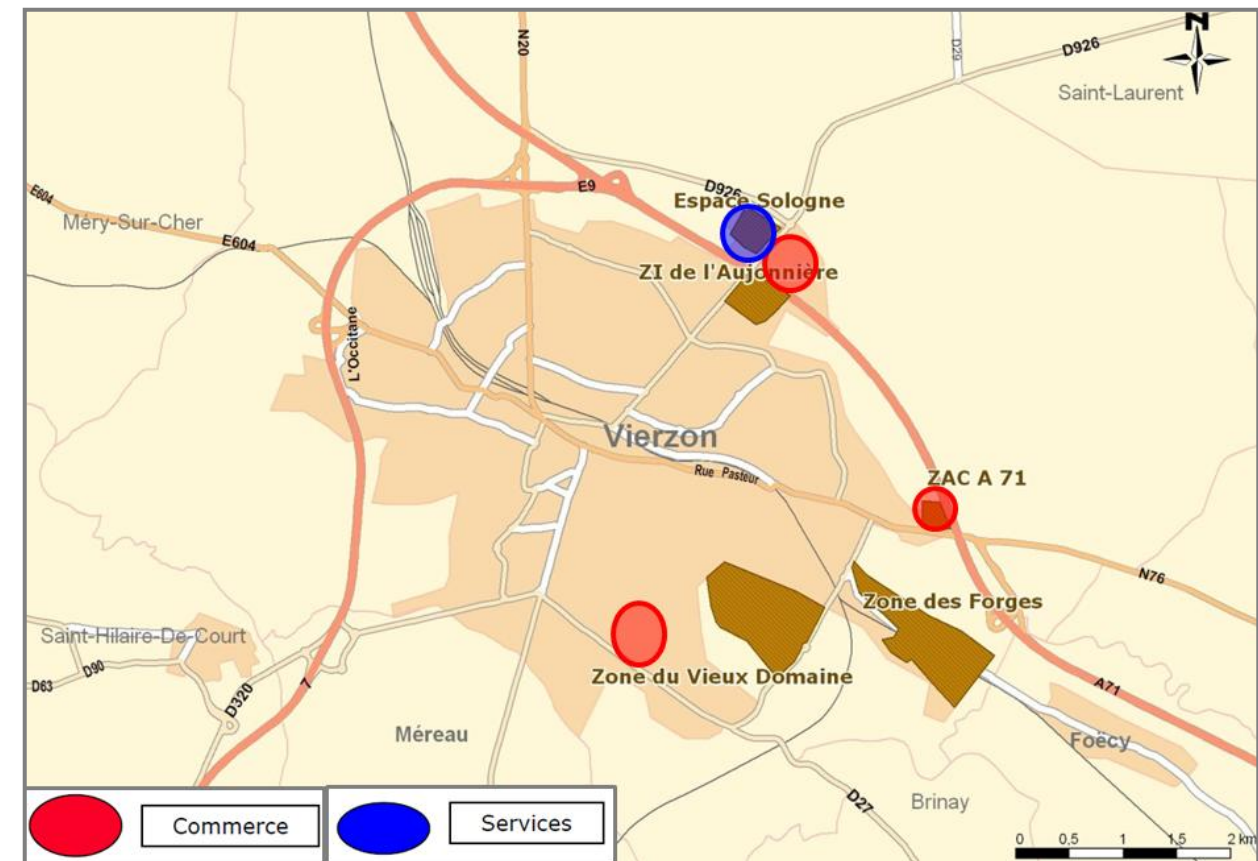 N
N20
D29
D926
Saint-Laurent
E604
Méry-Sur-Cher
E604
E9
D926
Espace Sologne
ZI de l'Aujonnière
L'Occitane
Vierzon
Rue Pasteur
ZAC A 71
N76
Zone des Forges
Saint-Hilaire-De-Court
D90
D63
D320
7
Zone du Vieux Domaine
A71
Méreau
Foëcy
D27
Brinay
Commerce
Services
0 0,5 1 1,5 2 km